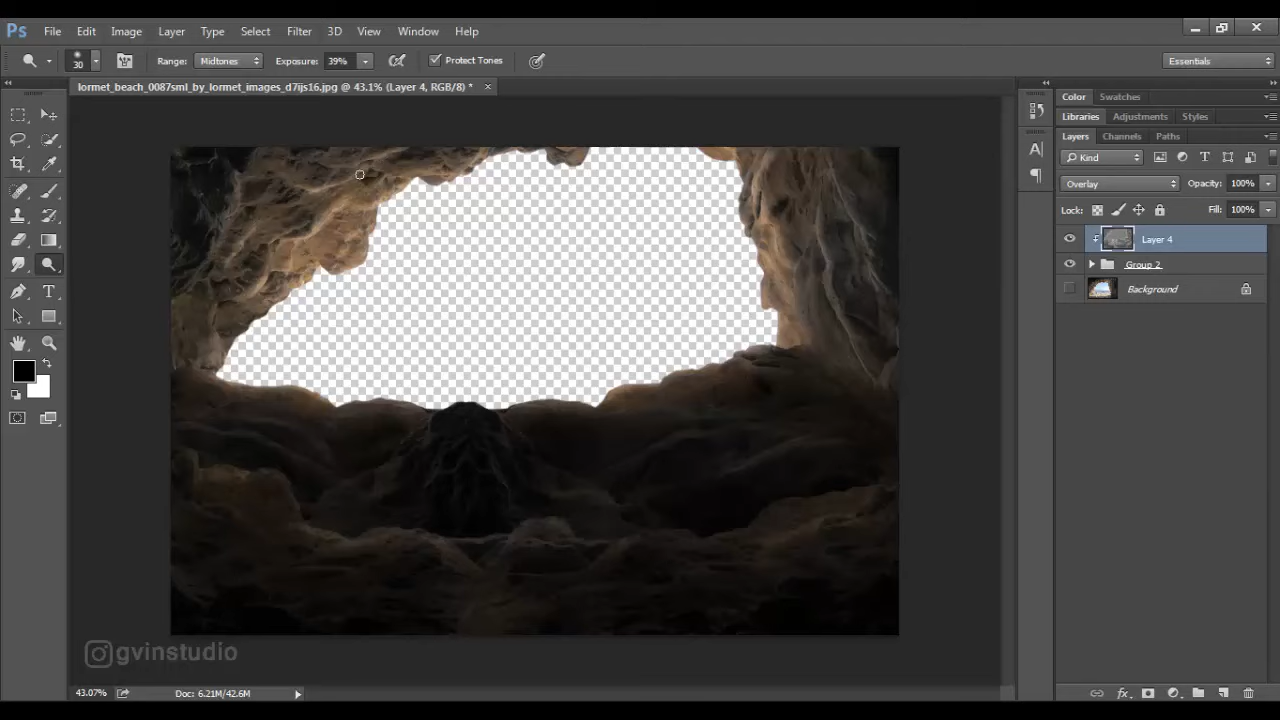 Ps File Edit Image Layer Type Select Filter 3D View Window Help
30 Range: Midtones Exposure: 39% Protect Tones Essentials
lormet_beach_0087sml_by_lormet_images_d7ijs16.jpg @ 43.1% (Layer 4, RGB/8) *
Color Swatches
Libraries Adjustments Styles
Layers Channels Paths
Kind
Overlay Opacity: 100%
Lock: Fill: 100%
Layer 4
Group 2
Background
gvinstudio
43.07% Doc: 6.21M/42.6M